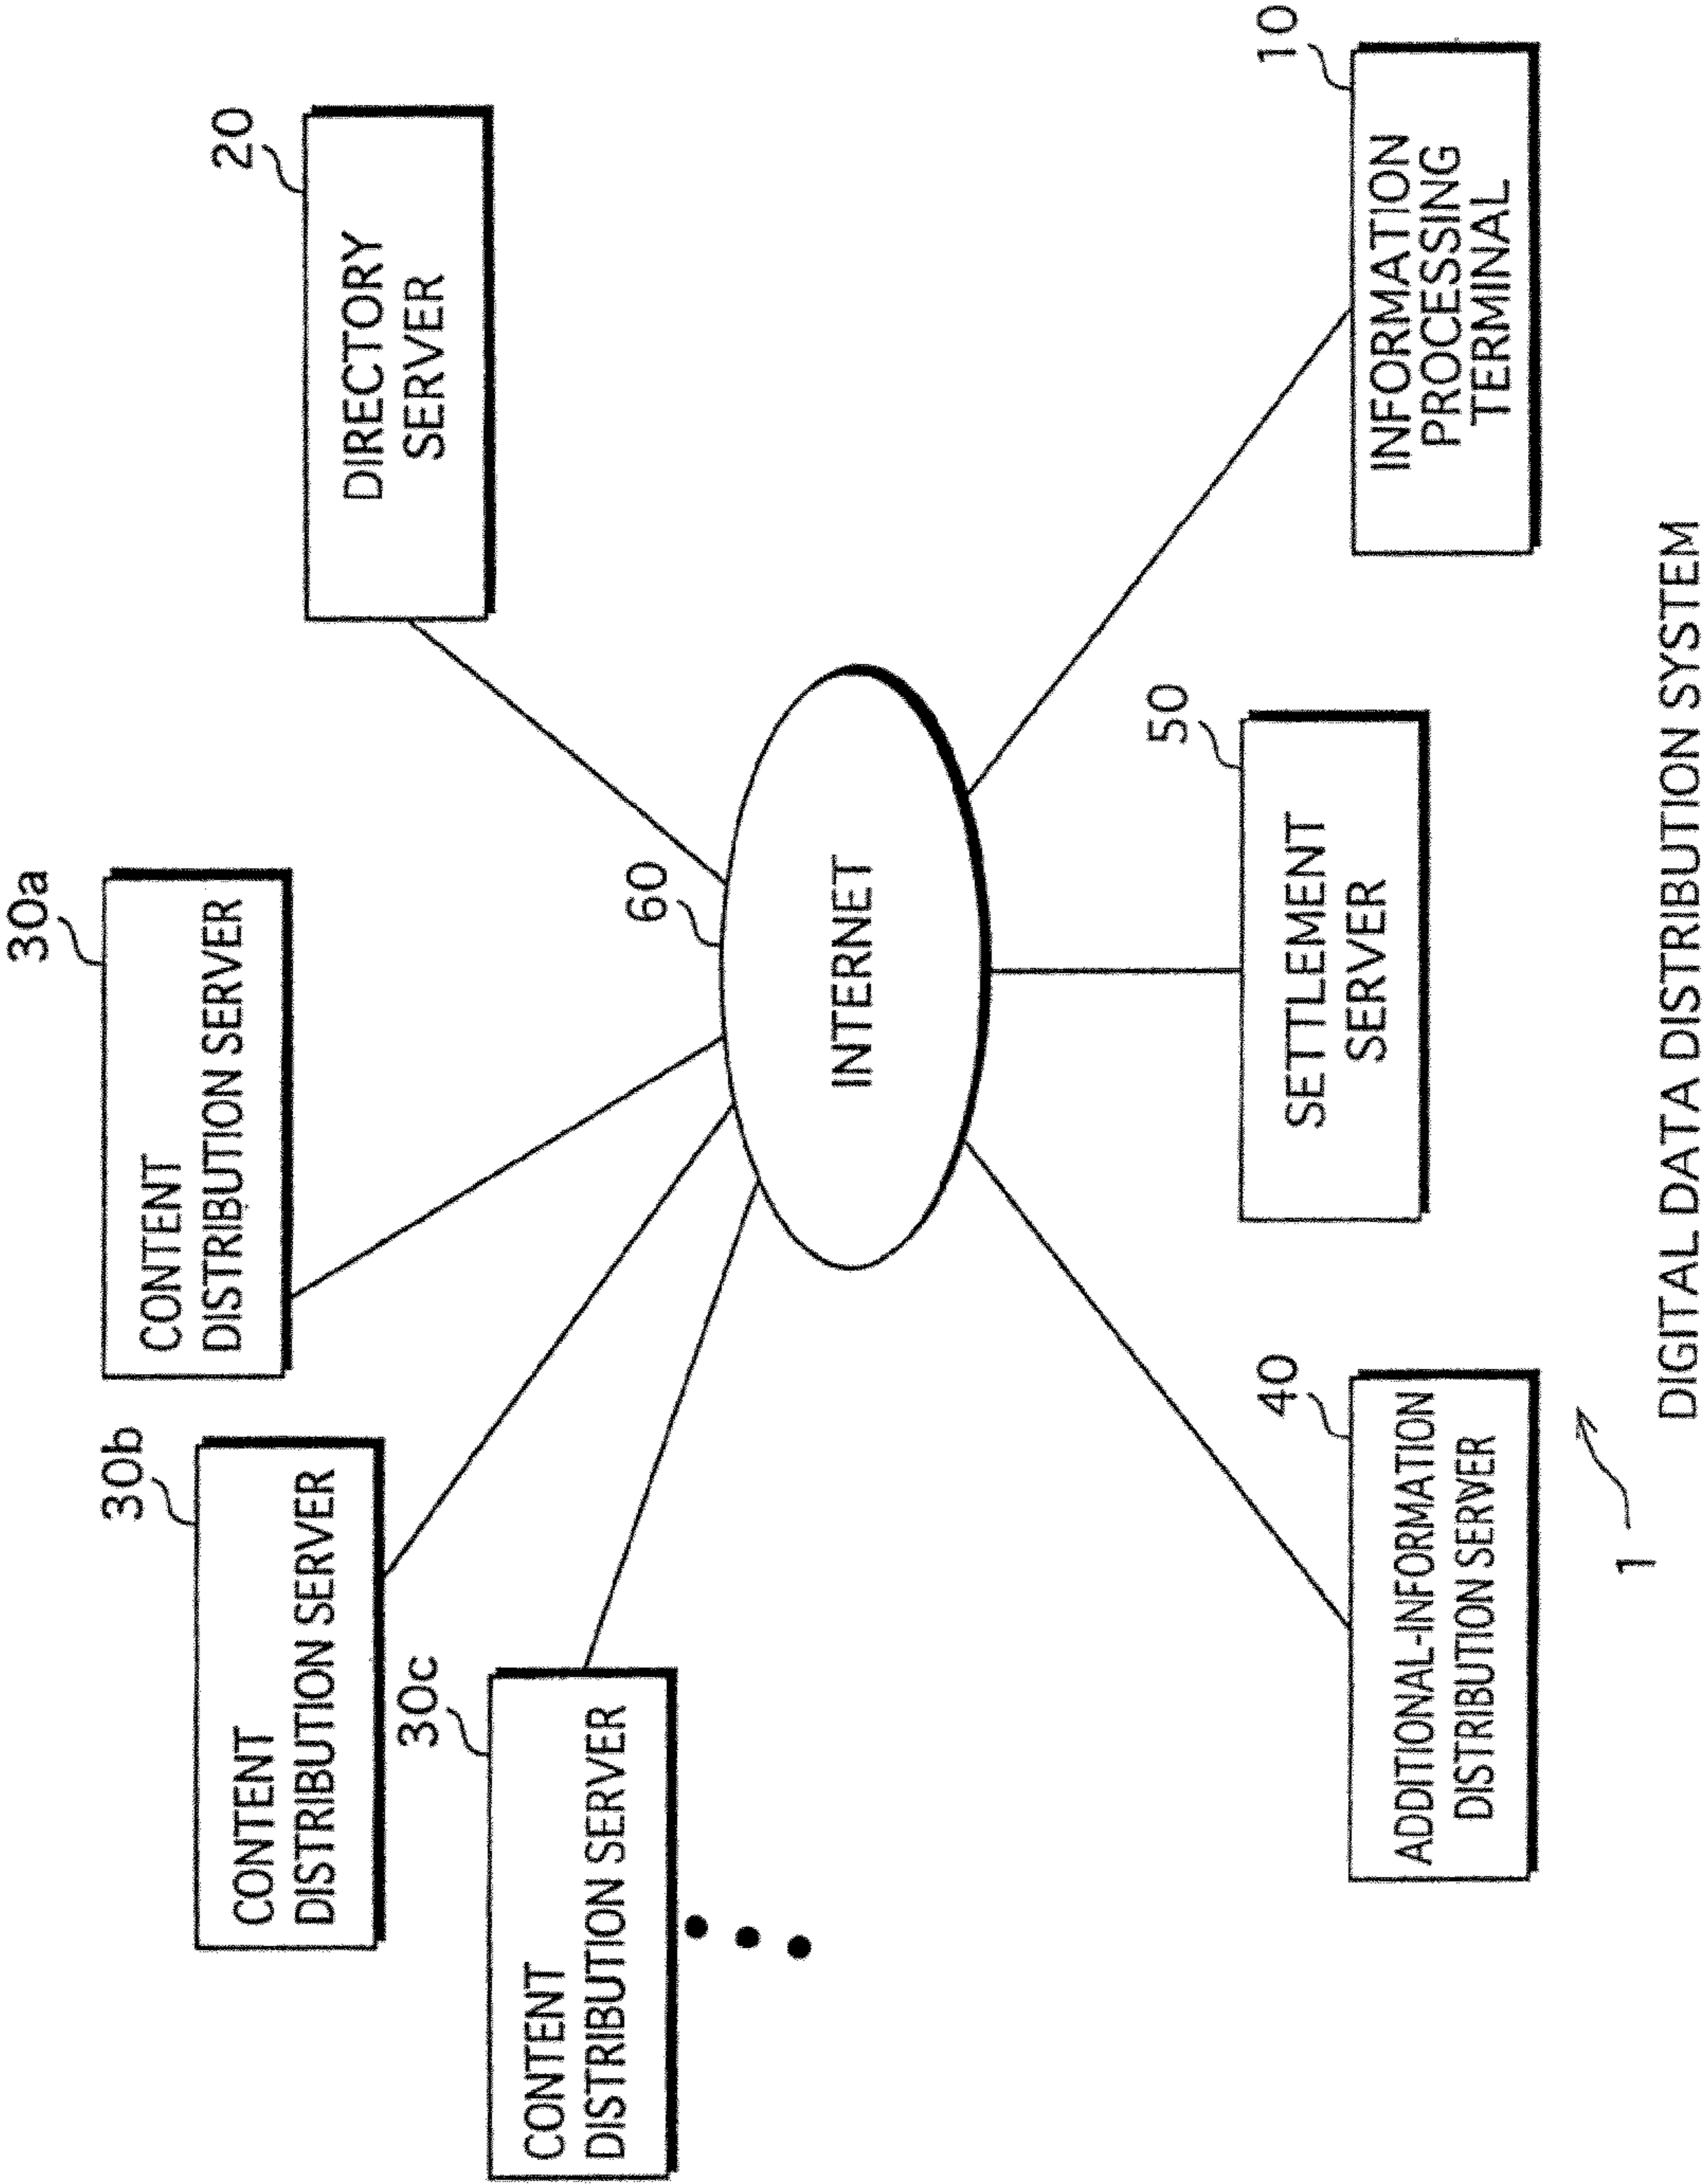 30a
CONTENT
DISTRIBUTION SERVER
30b
CONTENT
DISTRIBUTION SERVER
30c
CONTENT
DISTRIBUTION SERVER
20
DIRECTORY
SERVER
60
INTERNET
40
ADDITIONAL-INFORMATION
DISTRIBUTION SERVER
50
SETTLEMENT
SERVER
10
INFORMATION
PROCESSING
TERMINAL
1
DIGITAL DATA DISTRIBUTION SYSTEM